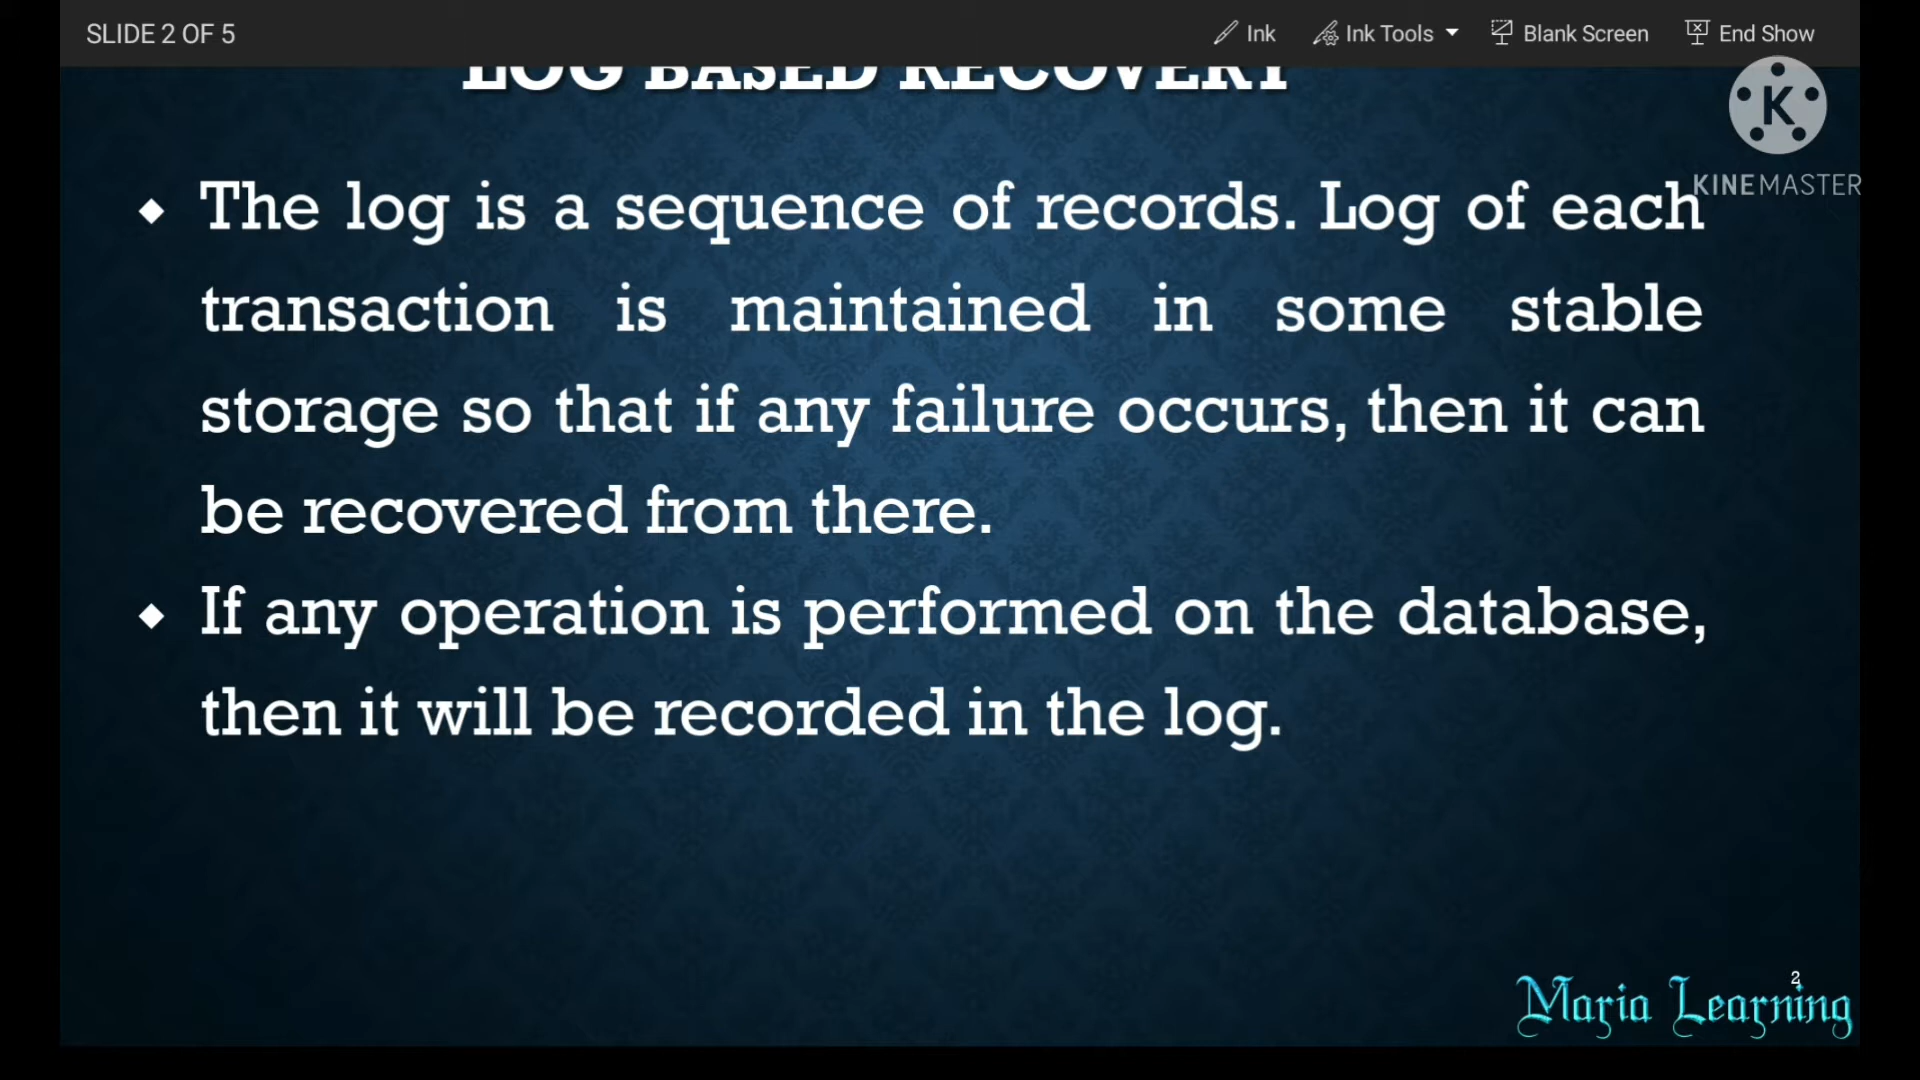 SLIDE 2 OF 5
Ink
Ink Tools
Blank Screen
End Show
LOG BASED RECOVERY
K
KINEMASTER
The log is a sequence of records. Log of each
transaction is maintained in some stable
storage so that if any failure occurs, then it can
be recovered from there.
If any operation is performed on the database,
then it will be recorded in the log.
2
Maria Learning